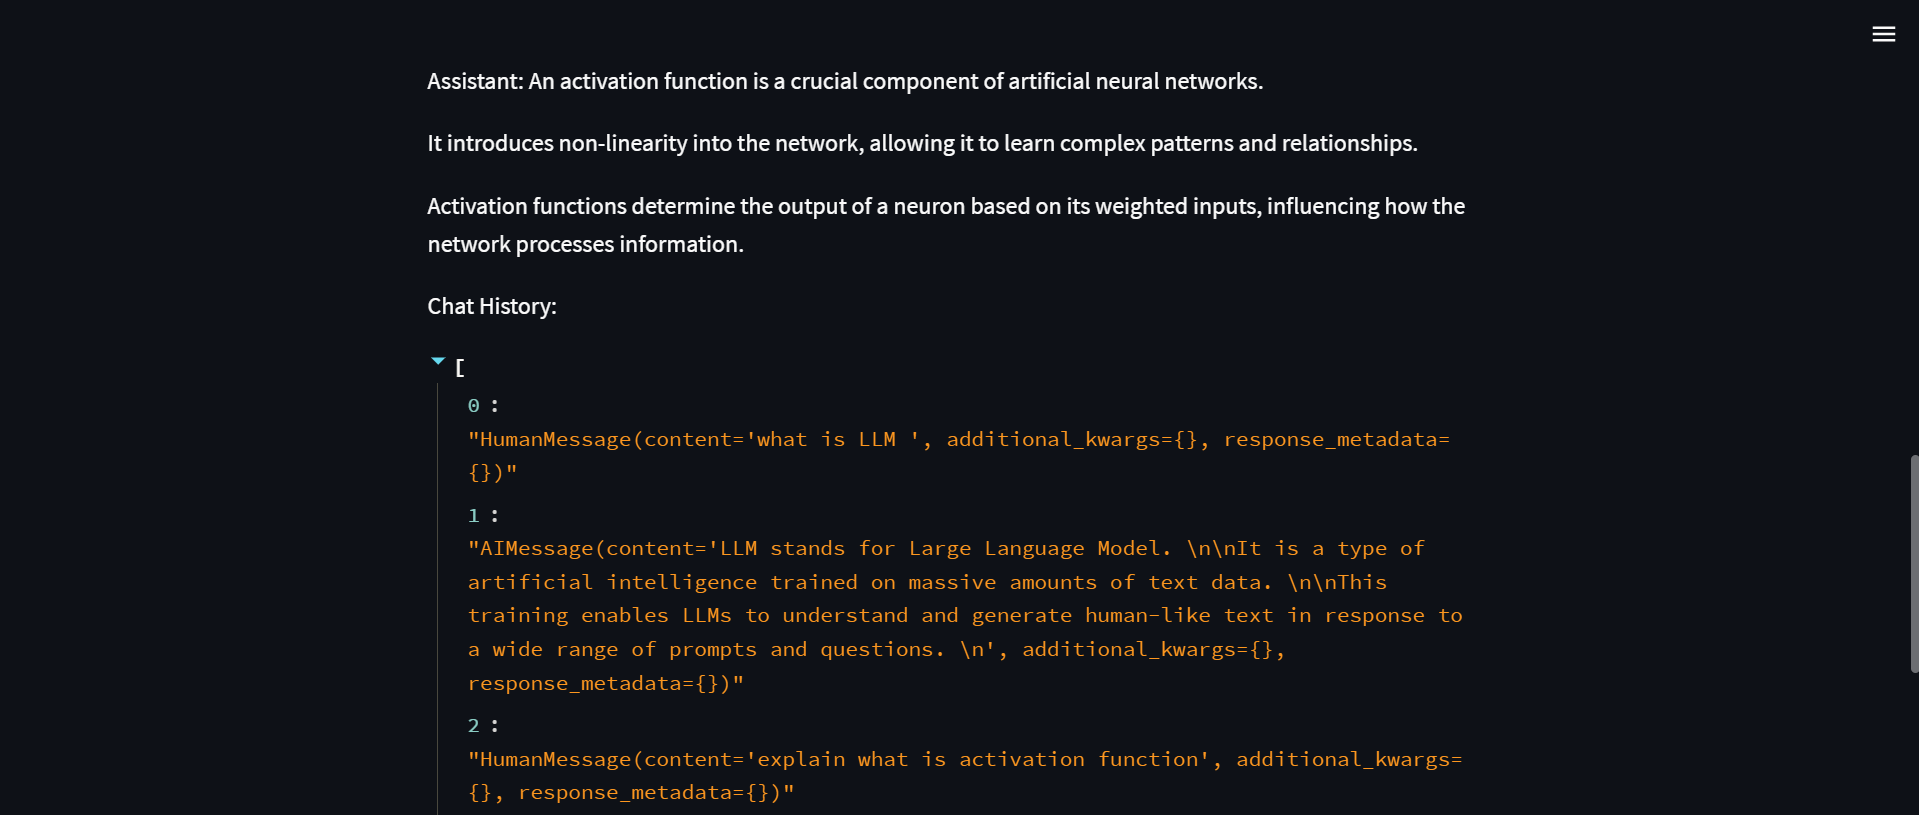 Assistant: An activation function is a crucial component of artificial neural networks.
It introduces non-linearity into the network, allowing it to learn complex patterns and relationships.
Activation functions determine the output of a neuron based on its weighted inputs, influencing how the
network processes information.
Chat History:
[
0 :
"HumanMessage(content='what is LLM ', additional_kwargs={}, response_metadata=
{})"
1 :
"AIMessage(content='LLM stands for Large Language Model. \n\nIt is a type of
artificial intelligence trained on massive amounts of text data. \n\nThis
training enables LLMs to understand and generate human-like text in response to
a wide range of prompts and questions. \n', additional_kwargs={},
response_metadata={})"
2 :
"HumanMessage(content='explain what is activation function', additional_kwargs=
{}, response_metadata={})"